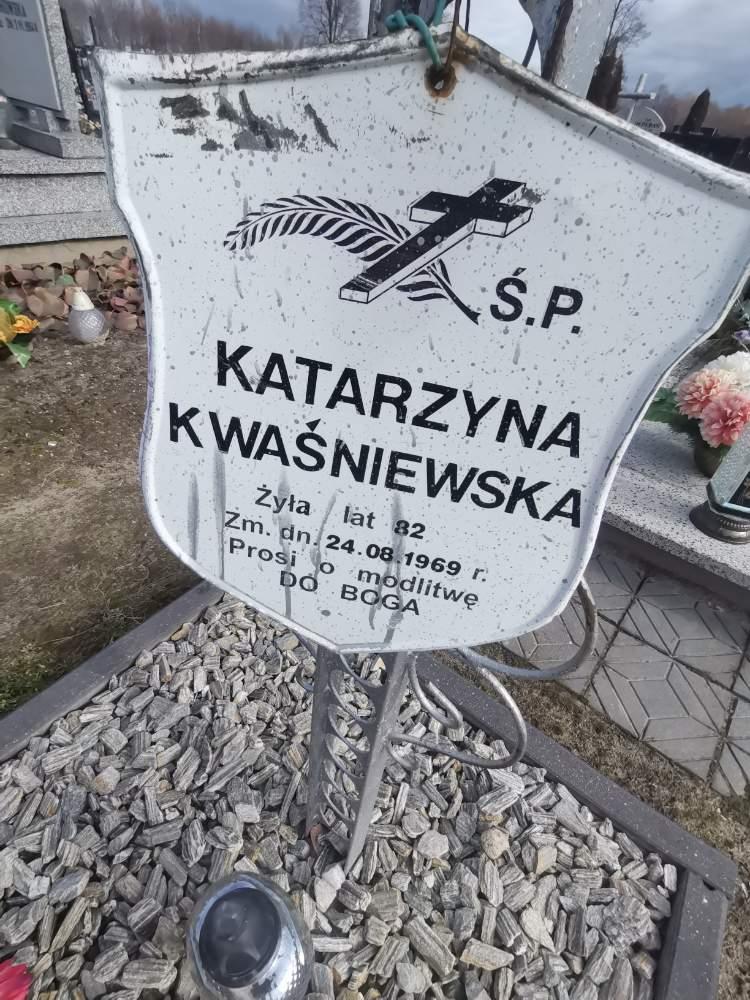 Ś.P.
KATARZYNA
KWAŚNIEWSKA
Żyła lat 82
Zm. dn. 24.08.1969 r.
Prosi o modlitwę
DO BOGA